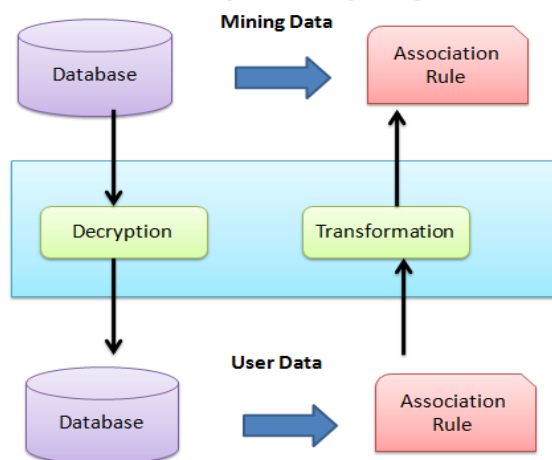 Mining Data
Database
Association
Rule
Decryption
Transformation
User Data
Database
Association
Rule